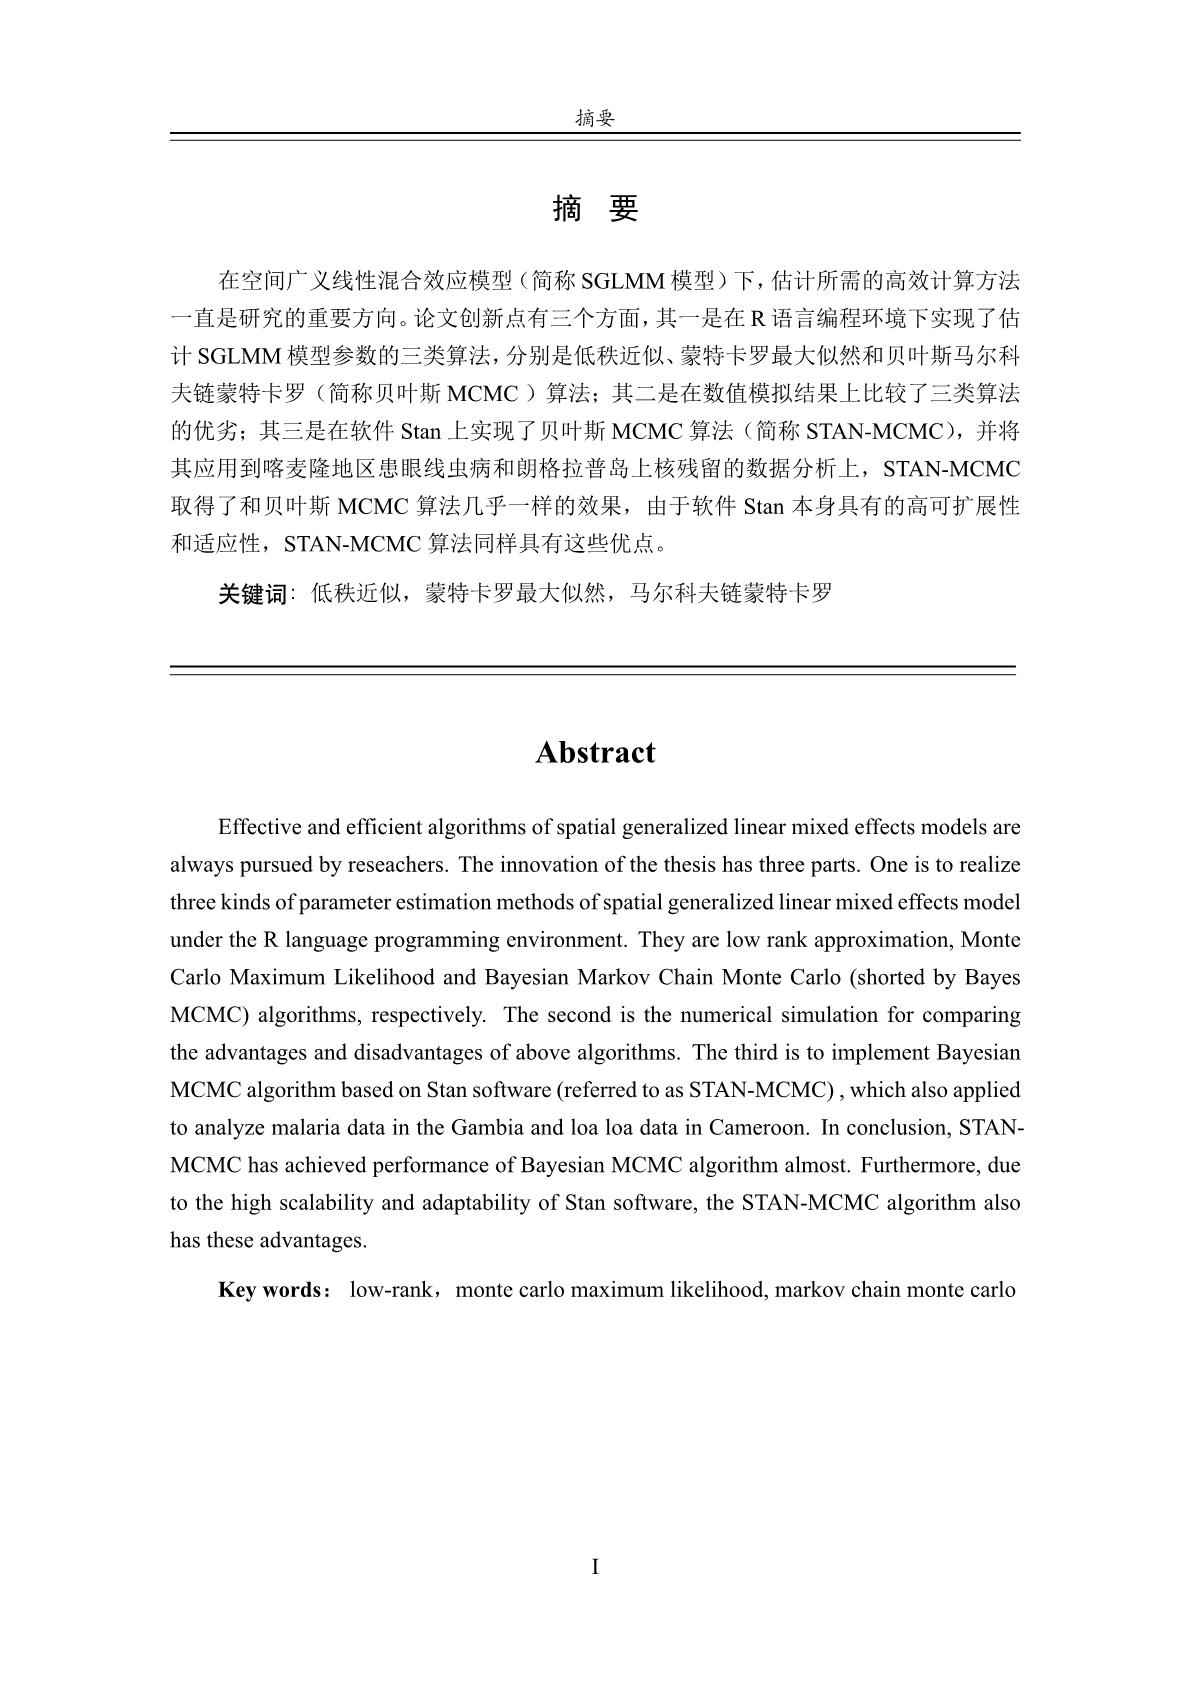 摘要
摘 要
在空间广义线性混合效应模型（简称 SGLMM 模型）下，估计所需的高效计算方法
一直是研究的重要方向。论文创新点有三个方面，其一是在 R 语言编程环境下实现了估
计 SGLMM 模型参数的三类算法，分别是低秩近似、蒙特卡罗最大似然和贝叶斯马尔科
夫链蒙特卡罗（简称贝叶斯 MCMC ）算法；其二是在数值模拟结果上比较了三类算法
的优劣；其三是在软件 Stan 上实现了贝叶斯 MCMC 算法（简称 STAN-MCMC），并将
其应用到喀麦隆地区患眼线虫病和朗格拉普岛上核残留的数据分析上，STAN-MCMC
取得了和贝叶斯 MCMC 算法几乎一样的效果，由于软件 Stan 本身具有的高可扩展性
和适应性，STAN-MCMC 算法同样具有这些优点。
关键词：低秩近似，蒙特卡罗最大似然，马尔科夫链蒙特卡罗
Abstract
Effective and efficient algorithms of spatial generalized linear mixed effects models are
always pursued by reseachers. The innovation of the thesis has three parts. One is to realize
three kinds of parameter estimation methods of spatial generalized linear mixed effects model
under the R language programming environment. They are low rank approximation, Monte
Carlo Maximum Likelihood and Bayesian Markov Chain Monte Carlo (shorted by Bayes
MCMC) algorithms, respectively. The second is the numerical simulation for comparing
the advantages and disadvantages of above algorithms. The third is to implement Bayesian
MCMC algorithm based on Stan software (referred to as STAN-MCMC) , which also applied
to analyze malaria data in the Gambia and loa loa data in Cameroon. In conclusion, STAN-
MCMC has achieved performance of Bayesian MCMC algorithm almost. Furthermore, due
to the high scalability and adaptability of Stan software, the STAN-MCMC algorithm also
has these advantages.
Key words： low-rank，monte carlo maximum likelihood, markov chain monte carlo
I